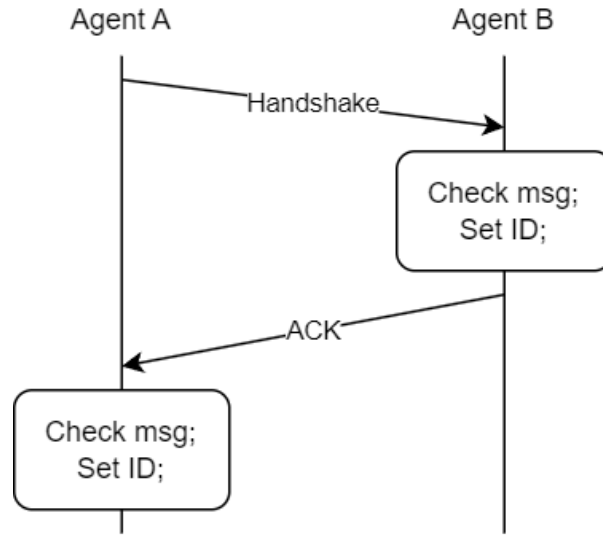 Agent A
Agent B
Handshake
Check msg;
Set ID;
ACK
Check msg;
Set ID;